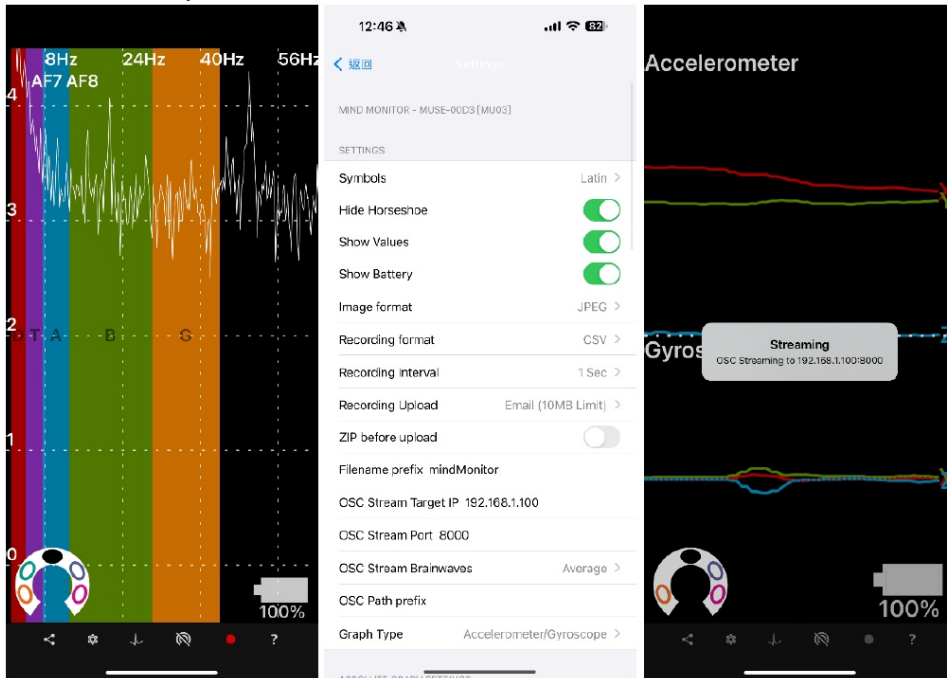 8Hz 24Hz 40Hz 56Hz
AF7 AF8
4
3
2
D T A B G
1
0
100%
?
12:46
82
返回
Settings
MIND MONITOR - MUSE-00D3 [MU03]
SETTINGS
Symbols Latin
Hide Horseshoe
Show Values
Show Battery
Image format JPEG
Recording format CSV
Recording Interval 1 Sec
Recording Upload Email (10MB Limit)
ZIP before upload
Filename prefix mindMonitor
OSC Stream Target IP 192.168.1.100
OSC Stream Port 8000
OSC Stream Brainwaves Average
OSC Path prefix
Graph Type Accelerometer/Gyroscope
Accelerometer
Gyros
Streaming
OSC Streaming to 192.168.1.100:8000
100%
?